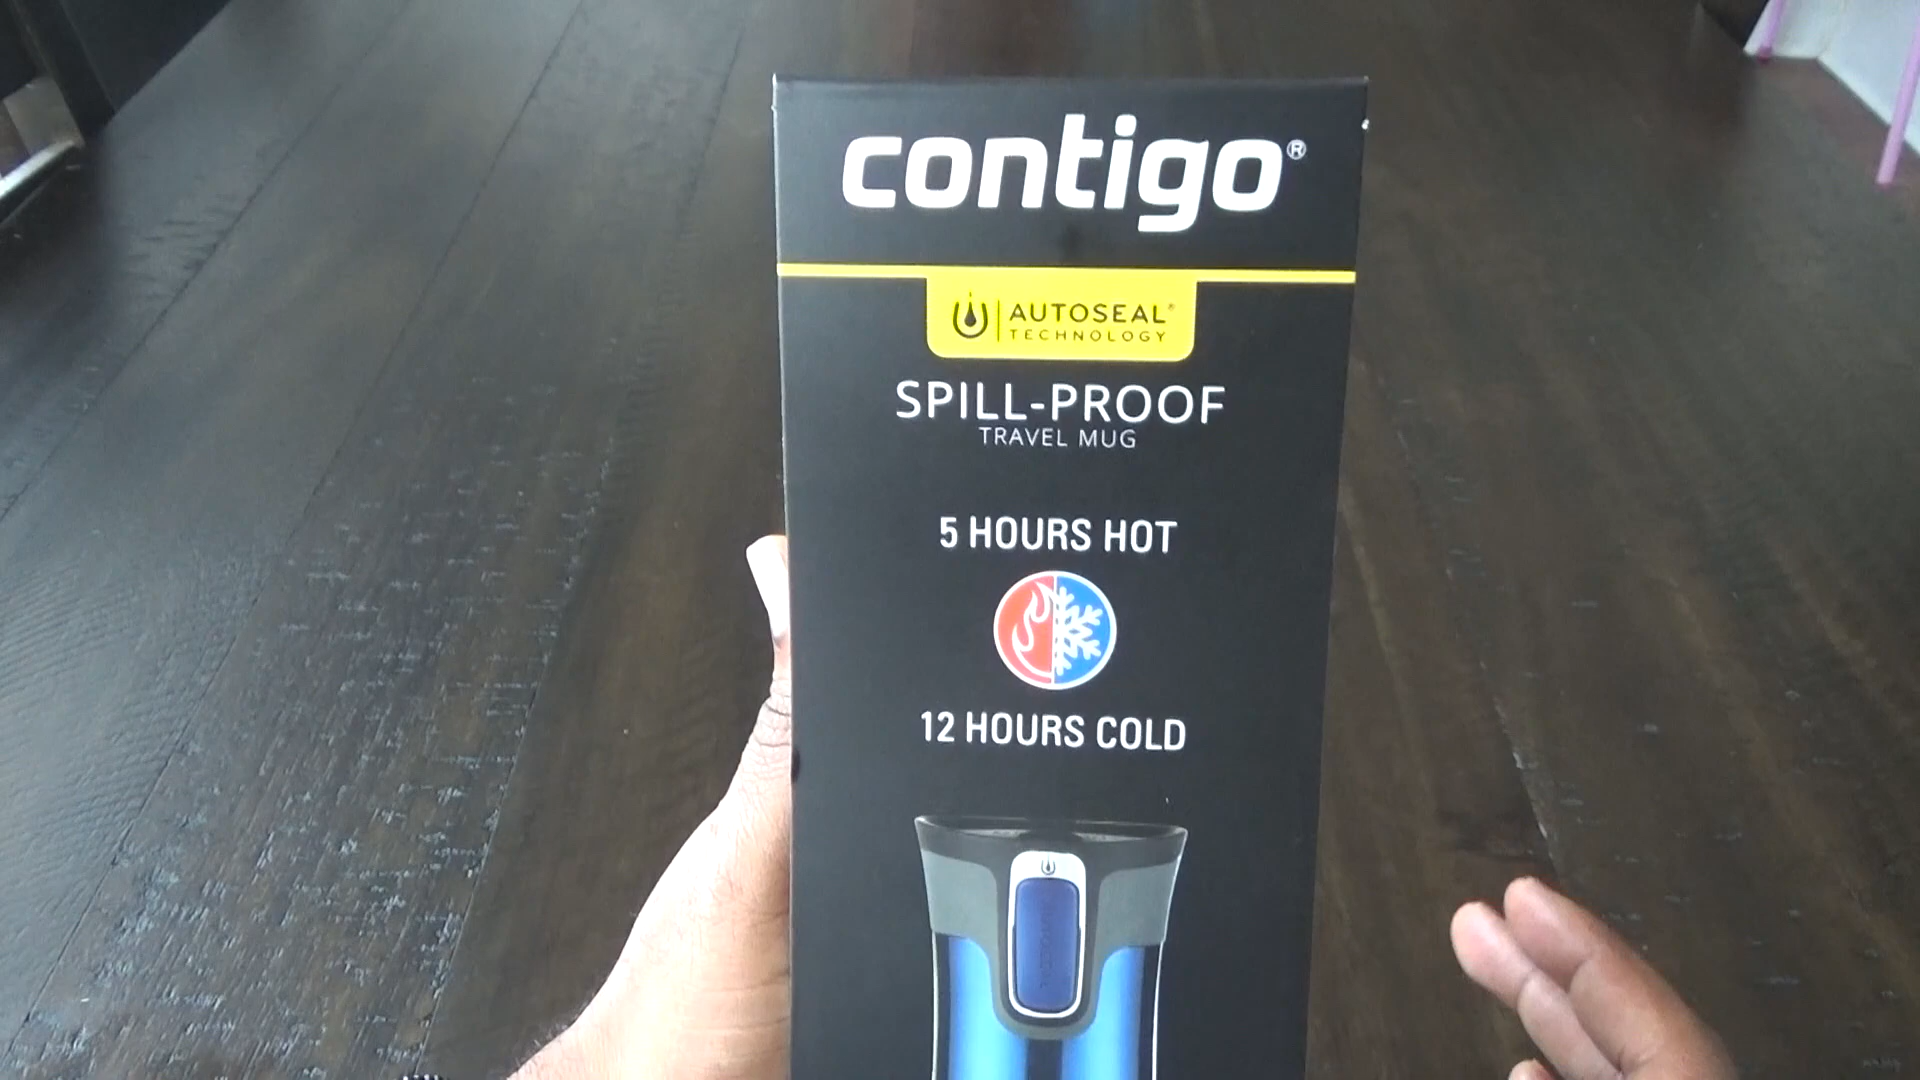 contigo®
AUTOSEAL®
TECHNOLOGY
SPILL-PROOF
TRAVEL MUG
5 HOURS HOT
12 HOURS COLD